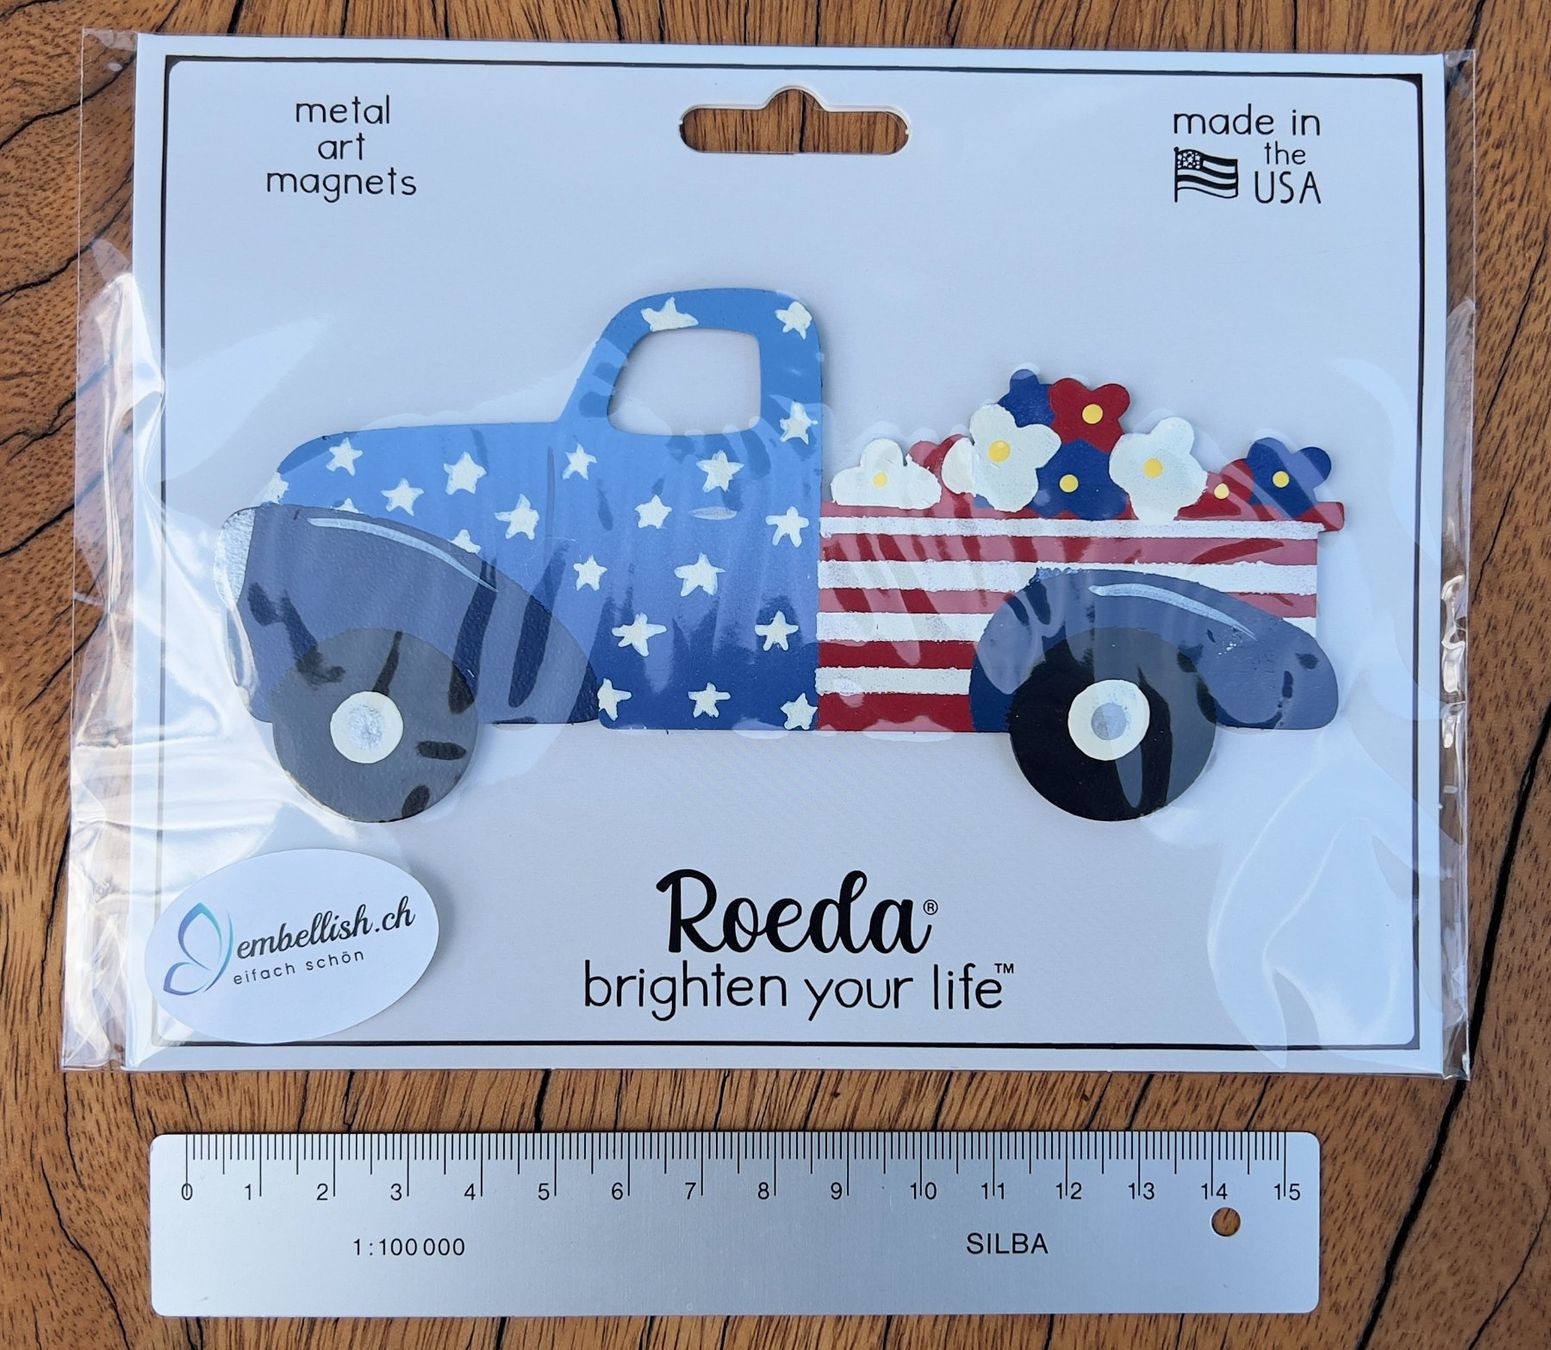 metal
art
magnets
made in
the
USA
embellish.ch
eifach schön
Roeda®
brighten your life™
0 1 2 3 4 5 6 7 8 9 10 11 12 13 14 15
1:100 000 SILBA